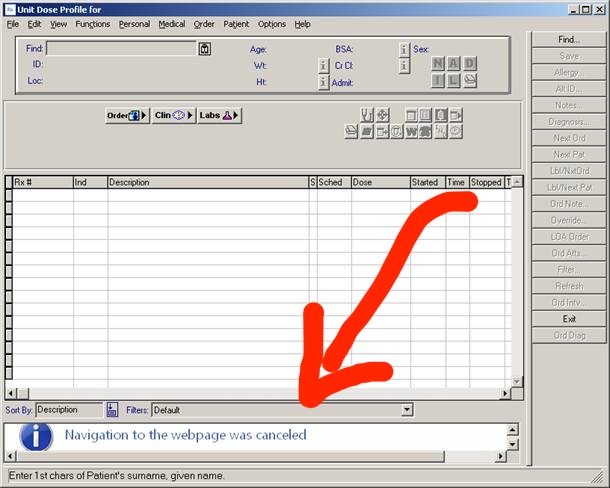 Rx Unit Dose Profile for
File Edit View Functions Personal Medical Order Patient Options Help
Find: Age: BSA: Sex:
ID: Wt: i Cr Cl: i
Loc: Ht: i Admit:
N A D
I L
Order Clin Labs
W
Rx # Ind Description S Sched Dose Started Time Stopped T
Sort By: Description Filters: Default
i Navigation to the webpage was canceled
Enter 1st chars of Patient's surname, given name.
Find...
Save
Allergy...
Alt ID...
Notes...
Diagnosis...
Next Ord
Next Pat
Lbl/NxtOrd
Lbl/Next Pat
Ord Note...
Override...
LOA Order
Ord Atta...
Filter...
Refresh
Ord Intv...
Exit
Ord Diag